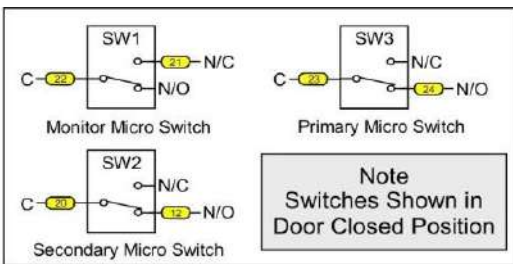 SW1
21 N/C
C 22
N/O
Monitor Micro Switch
SW3
N/C
C 23
24 N/O
Primary Micro Switch
SW2
N/C
C 20
12 N/O
Secondary Micro Switch
Note
Switches Shown in
Door Closed Position